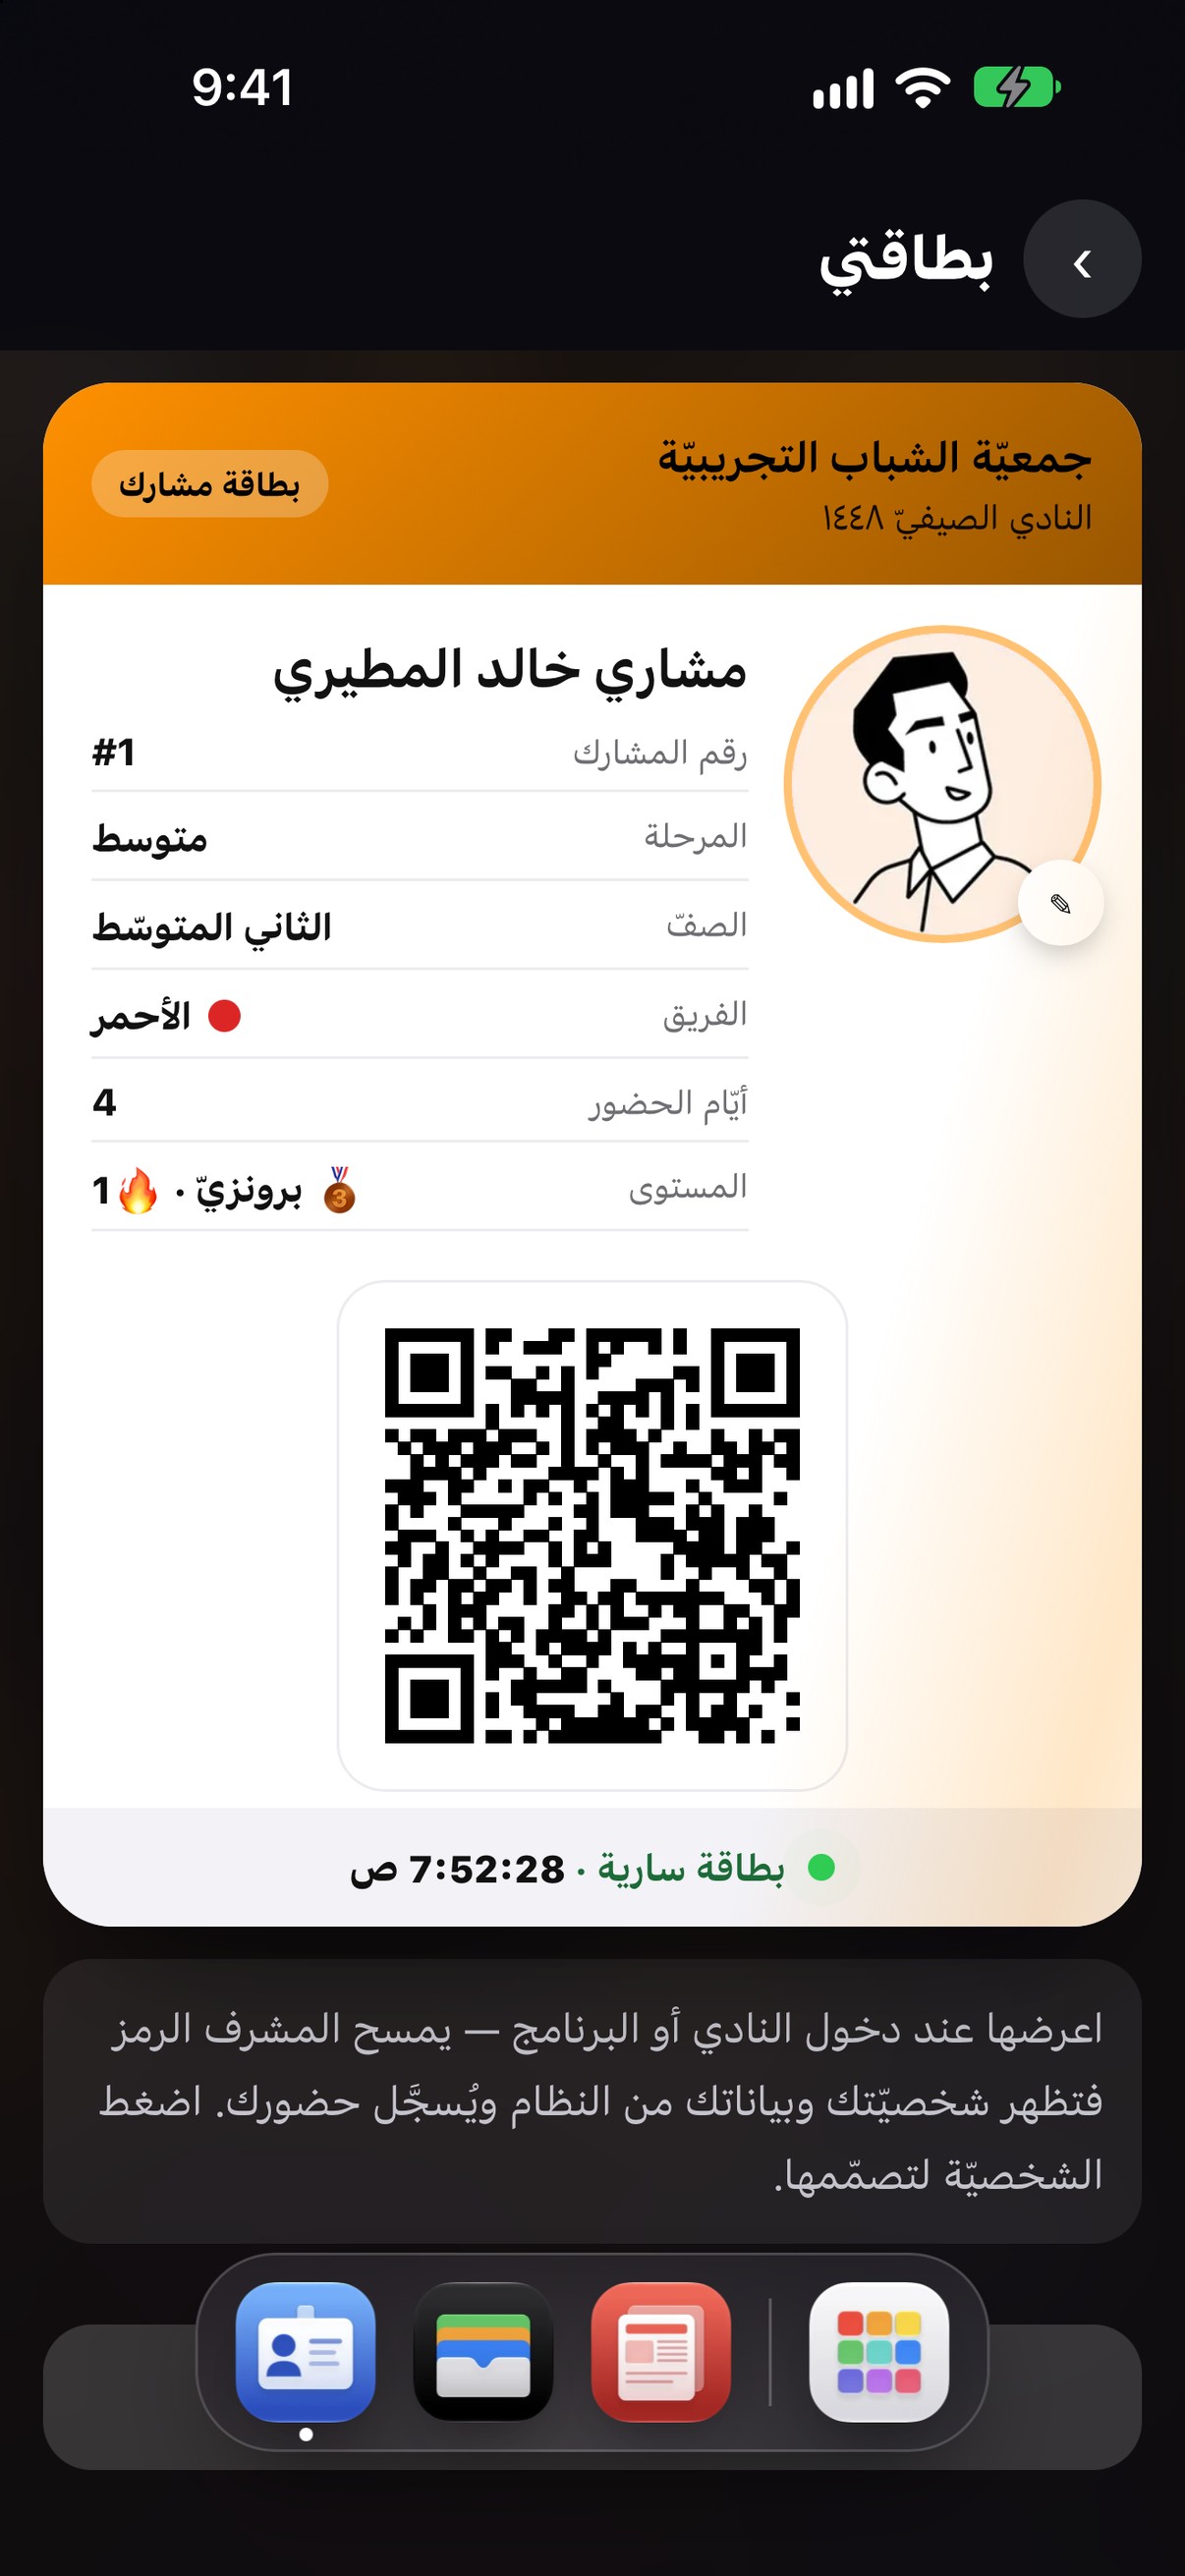 9:41
بطاقتي
جمعيّة الشباب التجريبيّة
النادي الصيفيّ ١٤٤٨
بطاقة مشارك
مشاري خالد المطيري
رقم المشارك #1
المرحلة متوسط
الصفّ الثاني المتوسّط
الفريق الأحمر
أيّام الحضور 4
المستوى 🥉 برونزيّ · 🔥1
بطاقة سارية · 7:52:28 ص
اعرضها عند دخول النادي أو البرنامج — يمسح المشرف الرمز
فتظهر شخصيّتك وبياناتك من النظام ويُسجَّل حضورك. اضغط
الشخصيّة لتصمّمها.